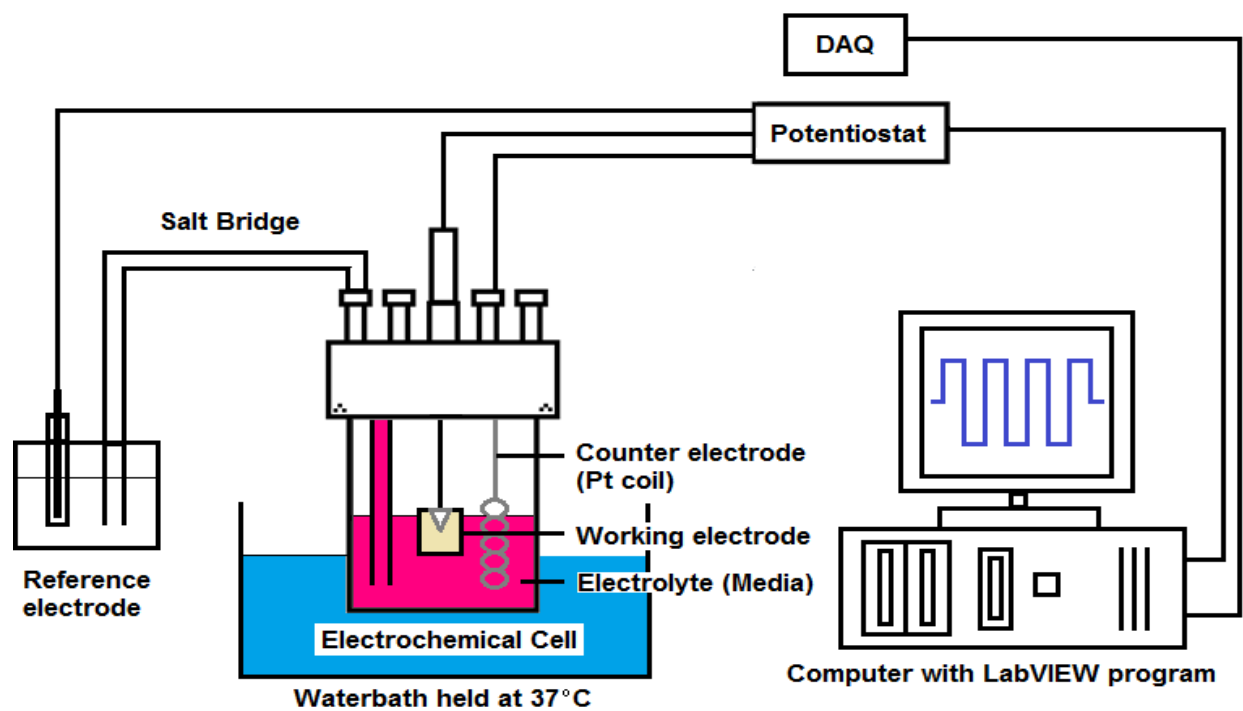 DAQ
Potentiostat
Salt Bridge
Counter electrode
(Pt coil)
Working electrode
Electrolyte (Media)
Reference
electrode
Electrochemical Cell
Computer with LabVIEW program
Waterbath held at 37°C